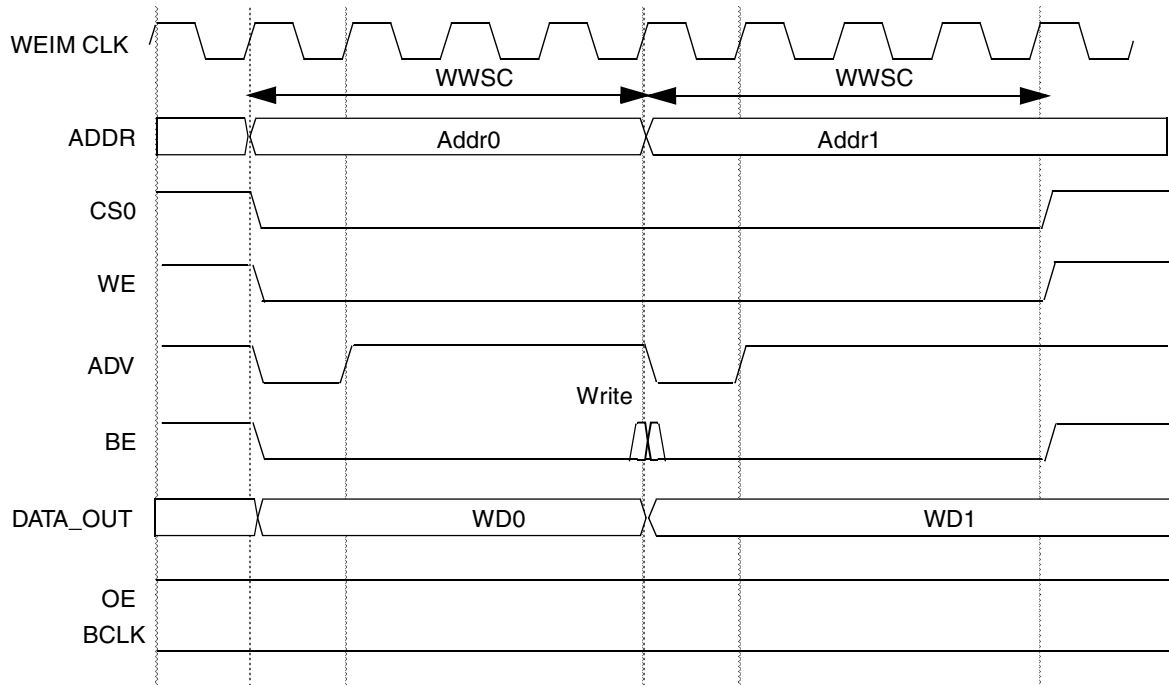 WEIM CLK
WWSC WWSC
ADDR Addr0 Addr1
CS0
WE
ADV
Write
BE
DATA_OUT WD0 WD1
OE
BCLK